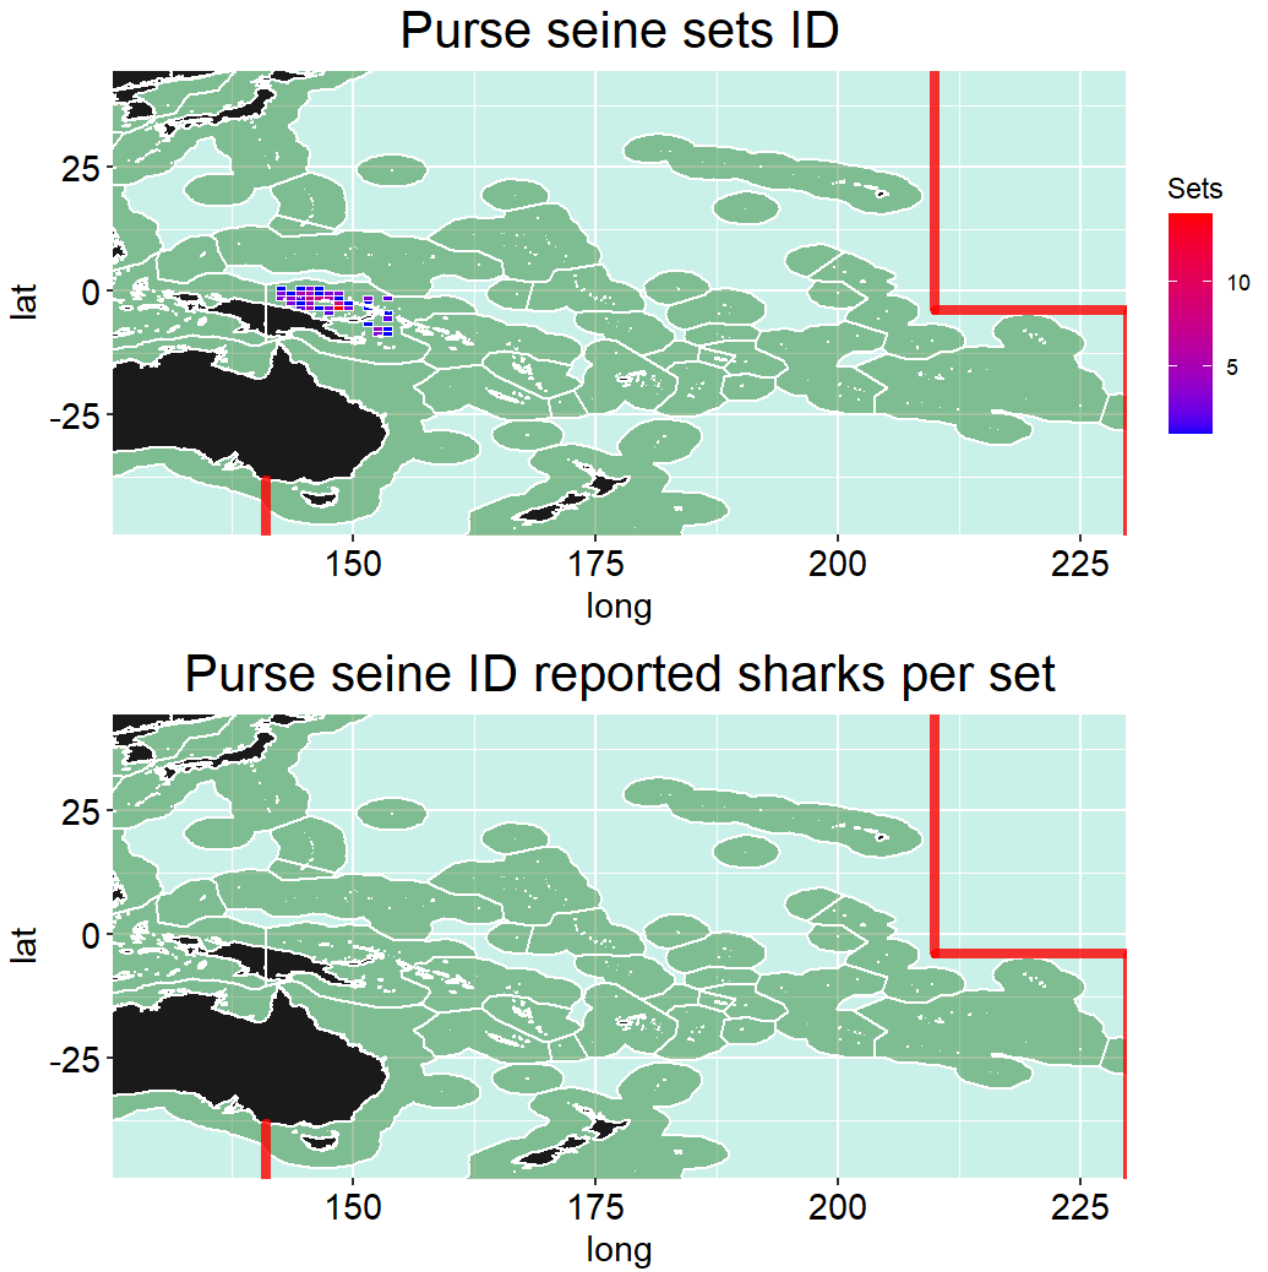 Purse seine sets ID
25
0
-25
lat
150 175 200 225
long
Sets
10
5
Purse seine ID reported sharks per set
25
0
-25
lat
150 175 200 225
long